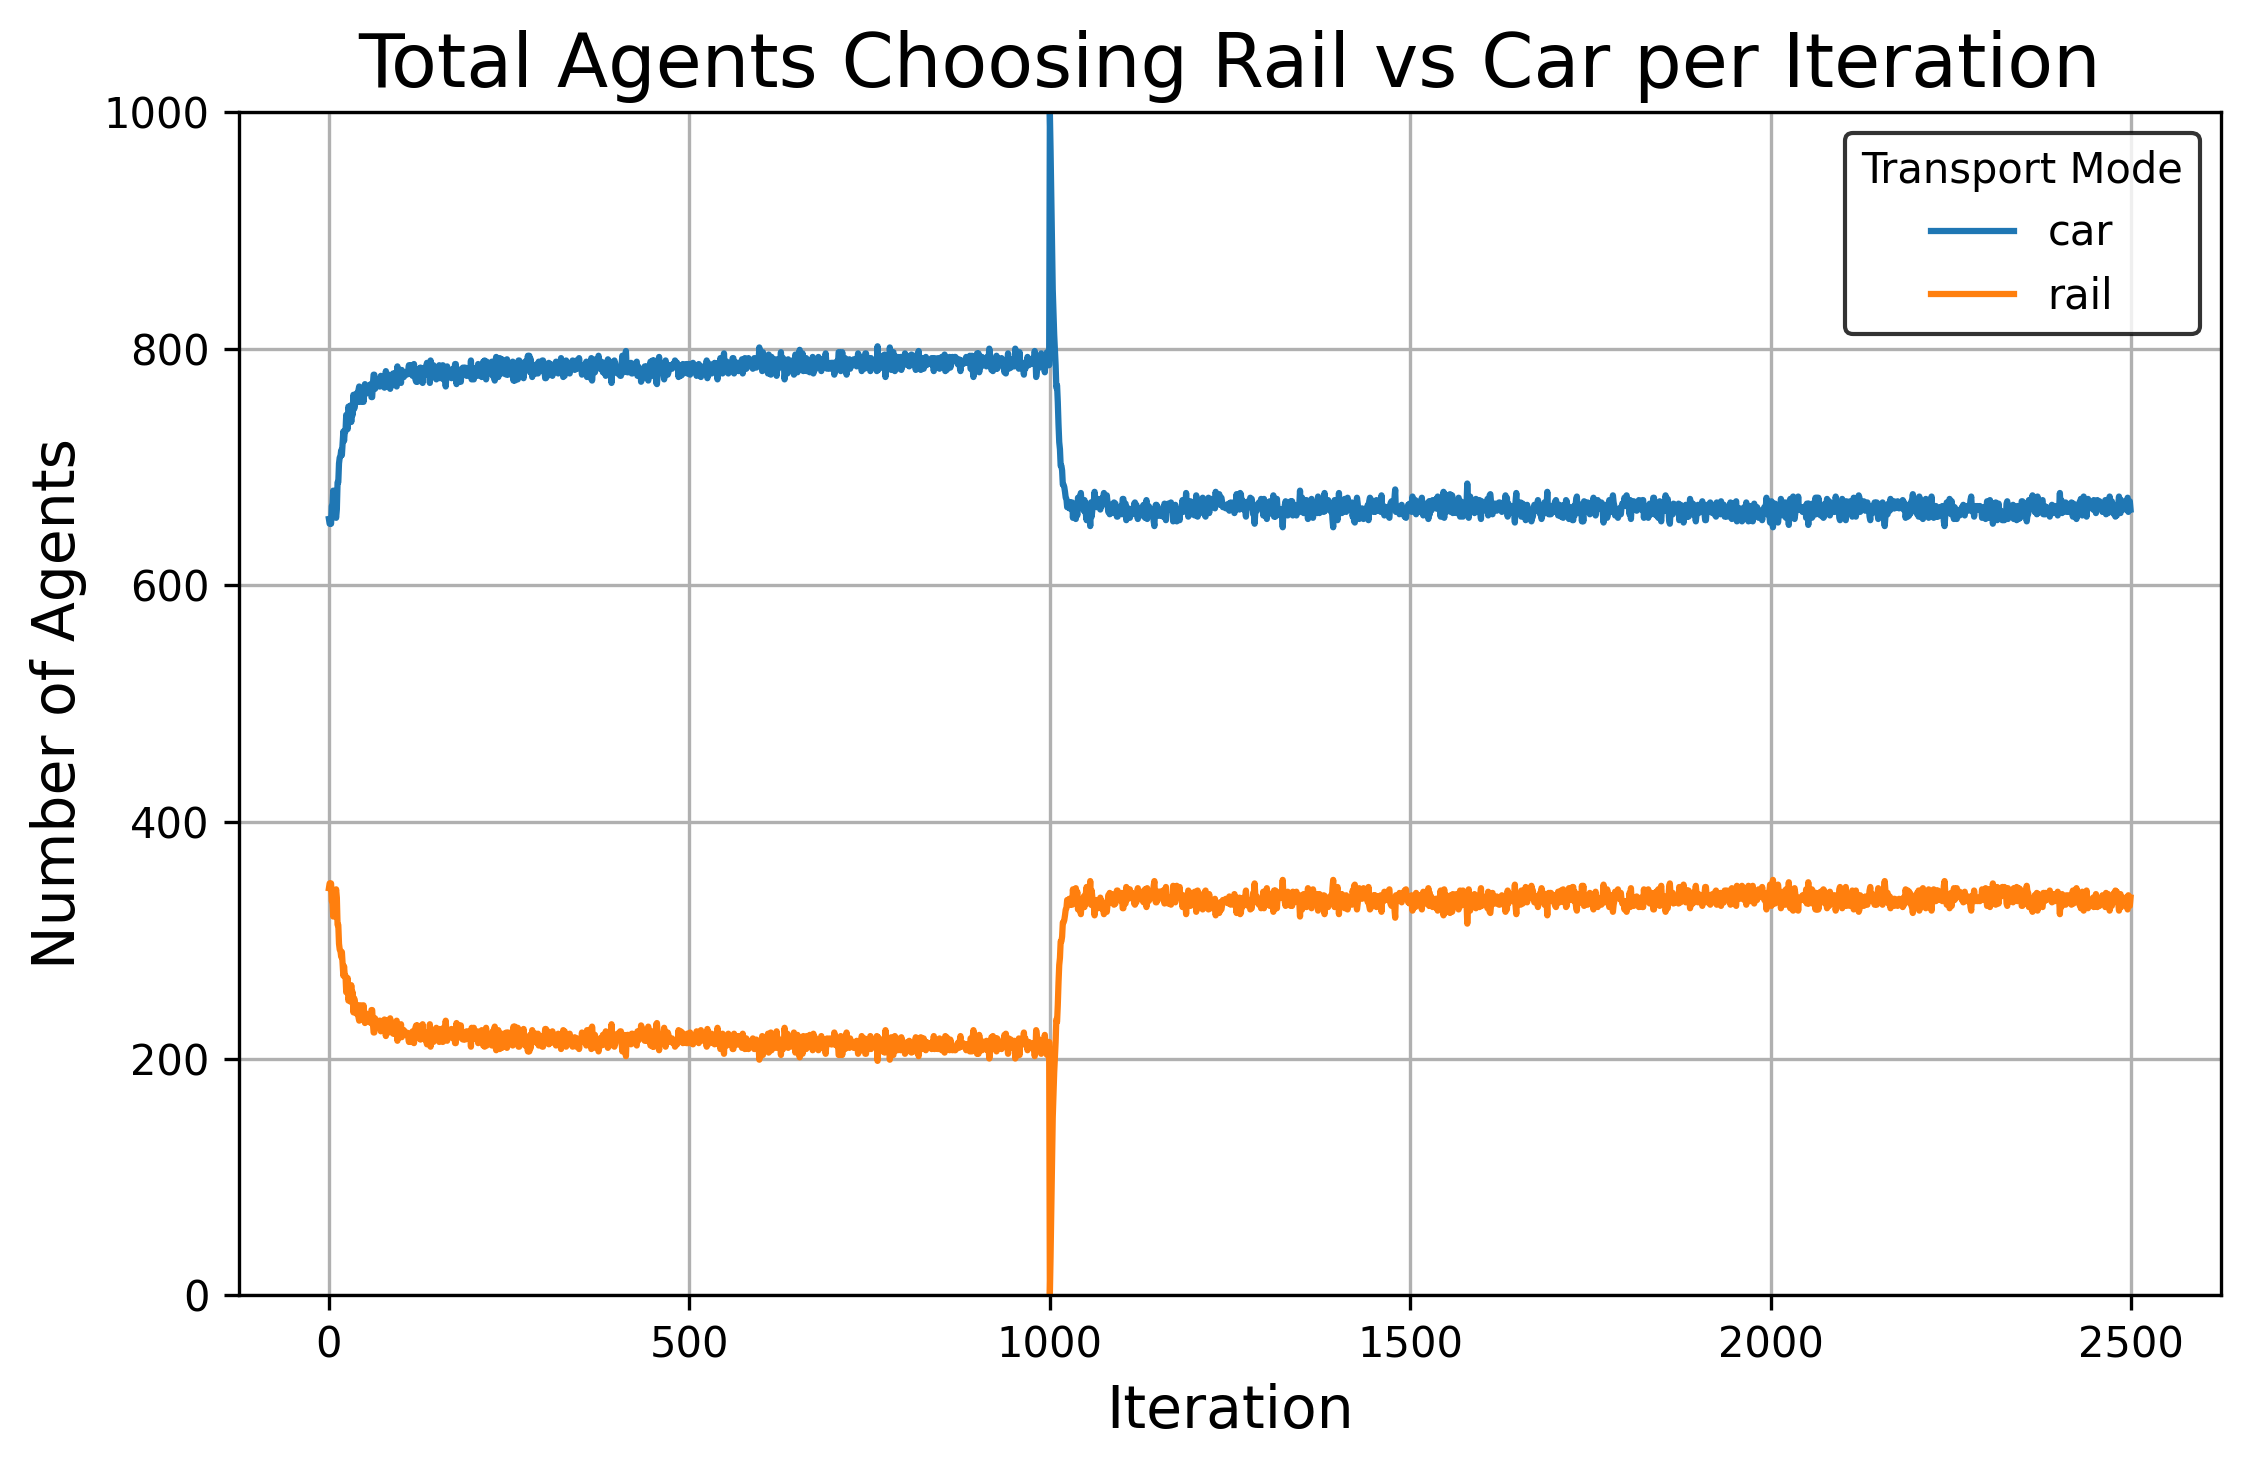 Total Agents Choosing Rail vs Car per Iteration
Number of Agents
1000
800
600
400
200
0
Transport Mode
car
rail
0 500 1000 1500 2000 2500
Iteration